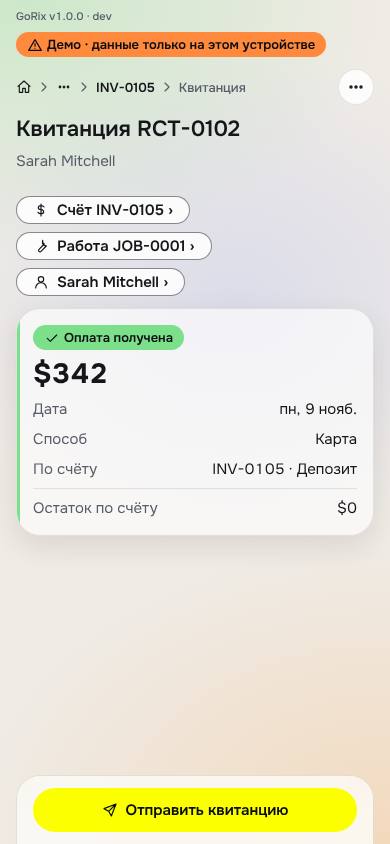 GoRix v1.0.0 · dev
Демо · данные только на этом устройстве
··· INV-0105 Квитанция
Квитанция RCT-0102
Sarah Mitchell
$ Счёт INV-0105 ›
Работа JOB-0001 ›
Sarah Mitchell ›
Оплата получена
$342
Дата пн, 9 нояб.
Способ Карта
По счёту INV-0105 · Депозит
Остаток по счёту $0
Отправить квитанцию